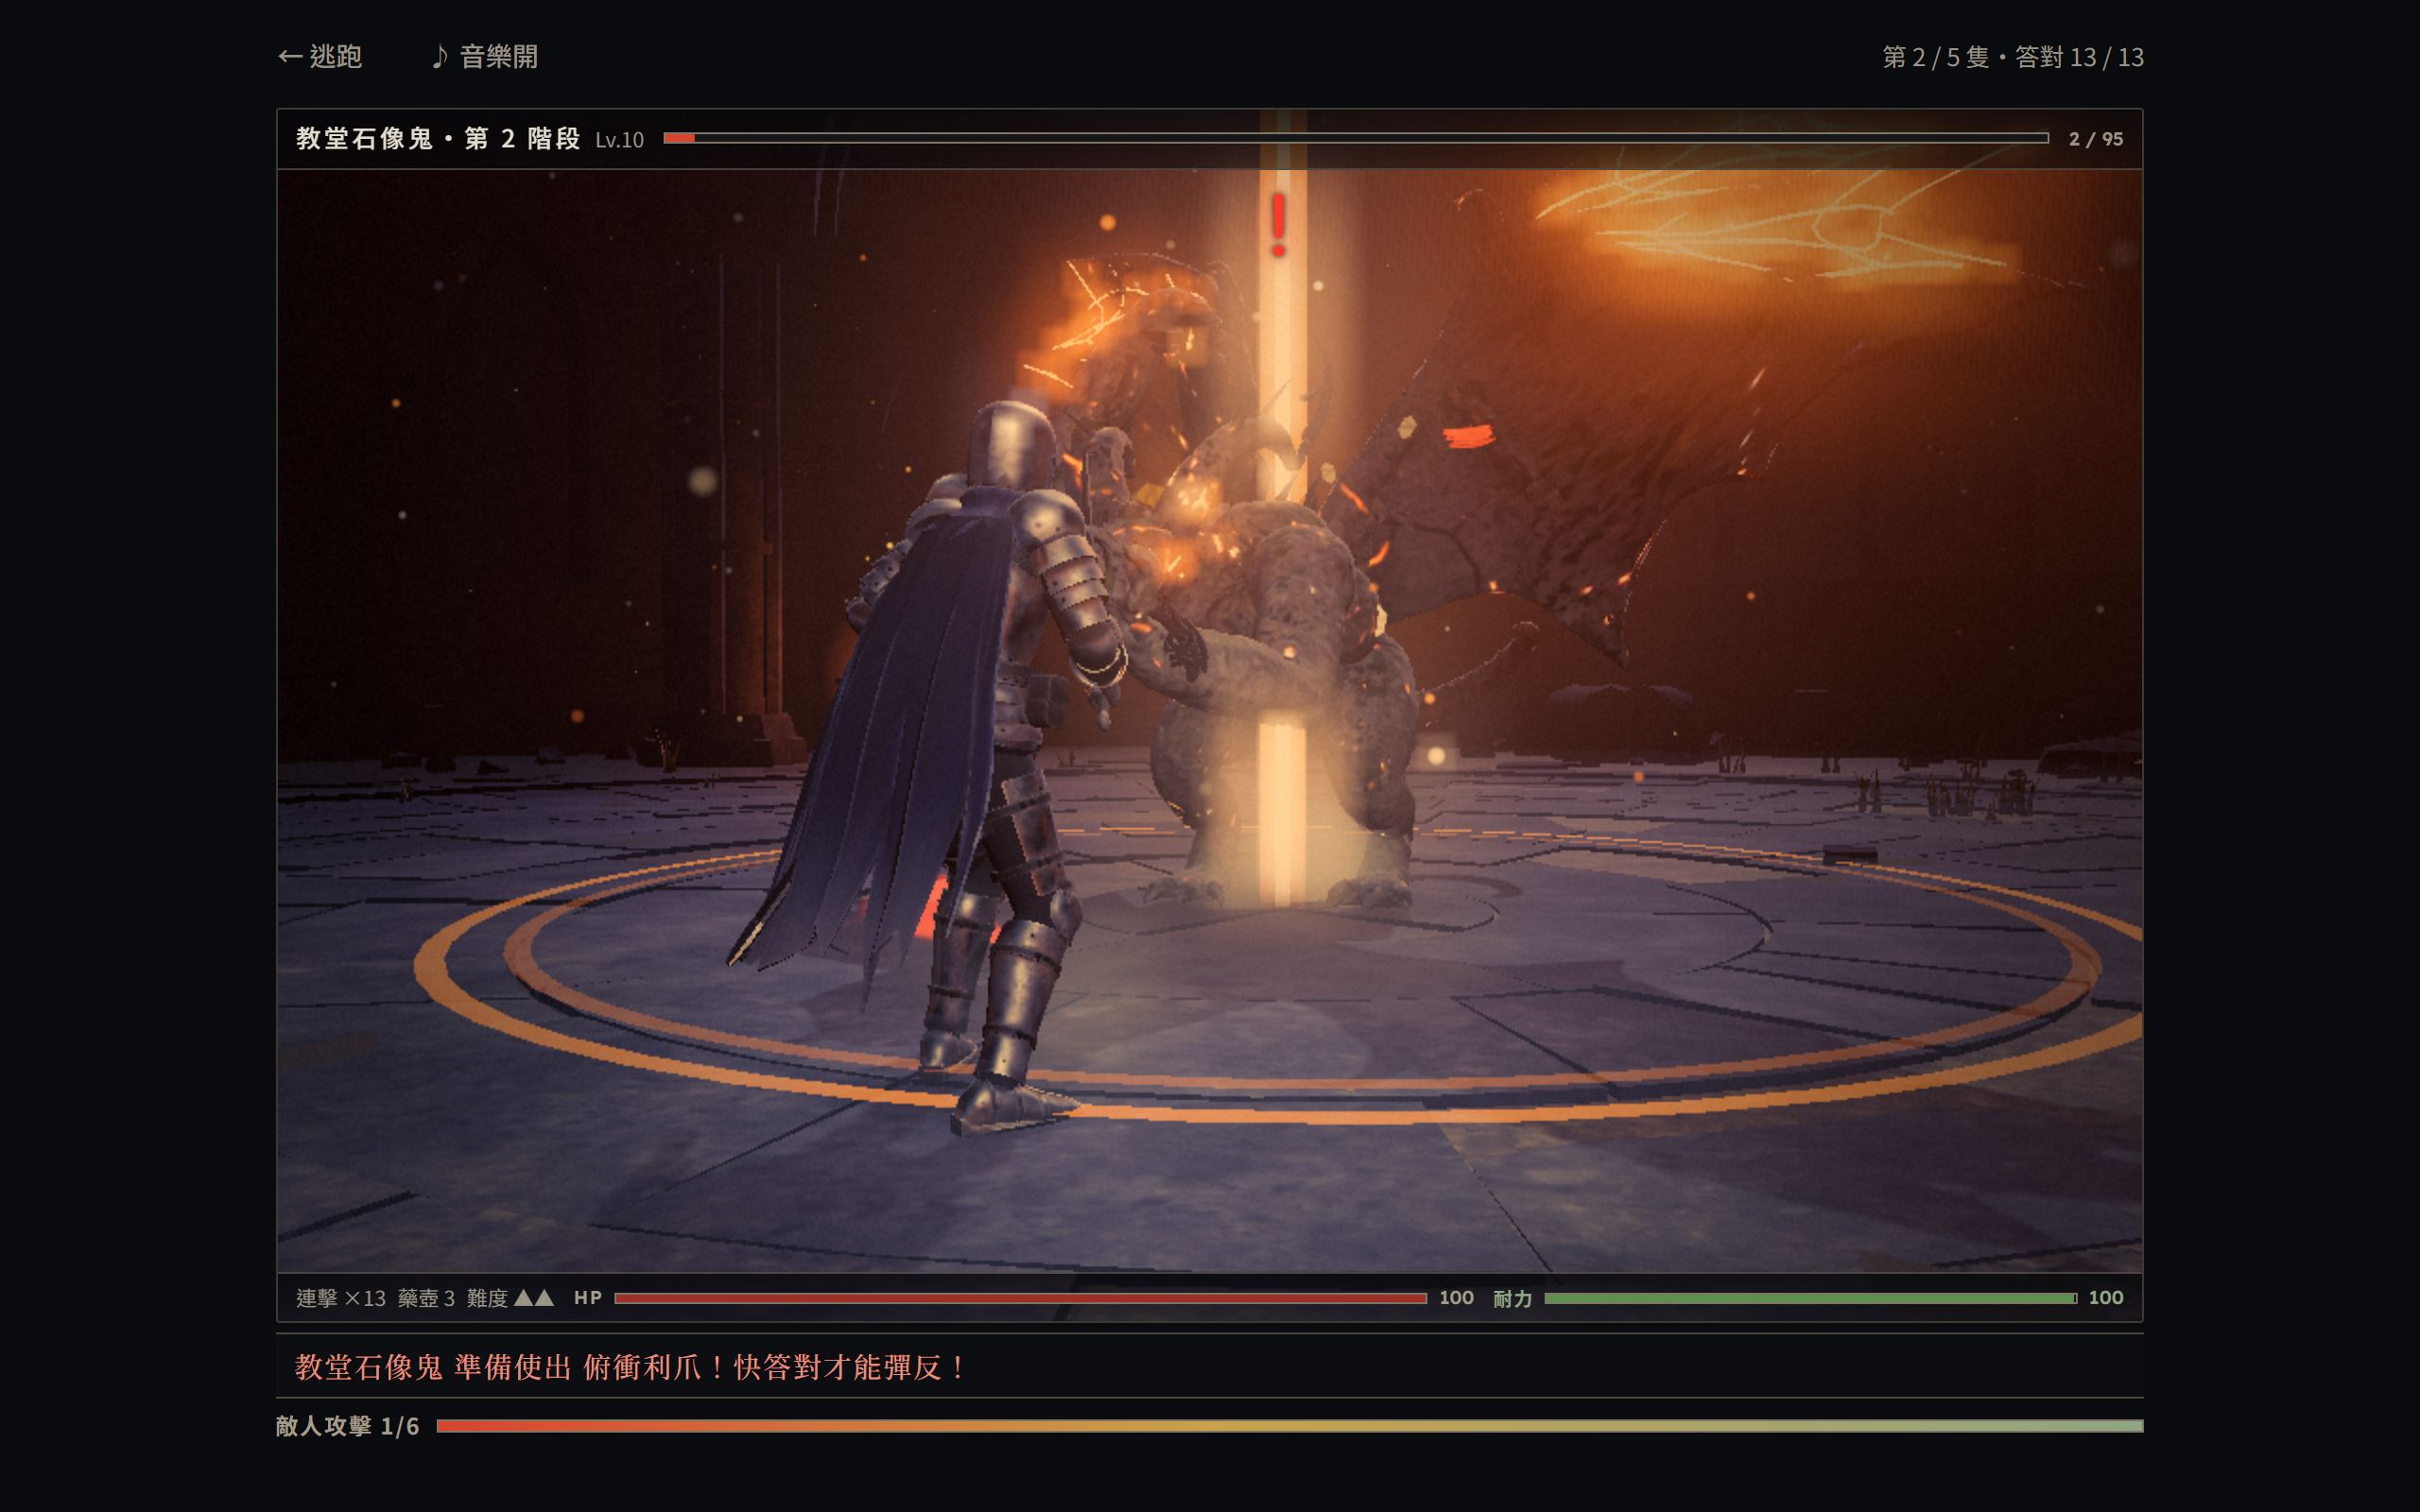 ← 逃跑 ♪ 音樂開 第 2 / 5 隻・答對 13 / 13
教堂石像鬼・第 2 階段 Lv.10 2 / 95
!
連擊 ×13 藥壺 3 難度 ▲▲ HP 100 耐力 100
教堂石像鬼 準備使出 俯衝利爪！快答對才能彈反！
敵人攻擊 1/6